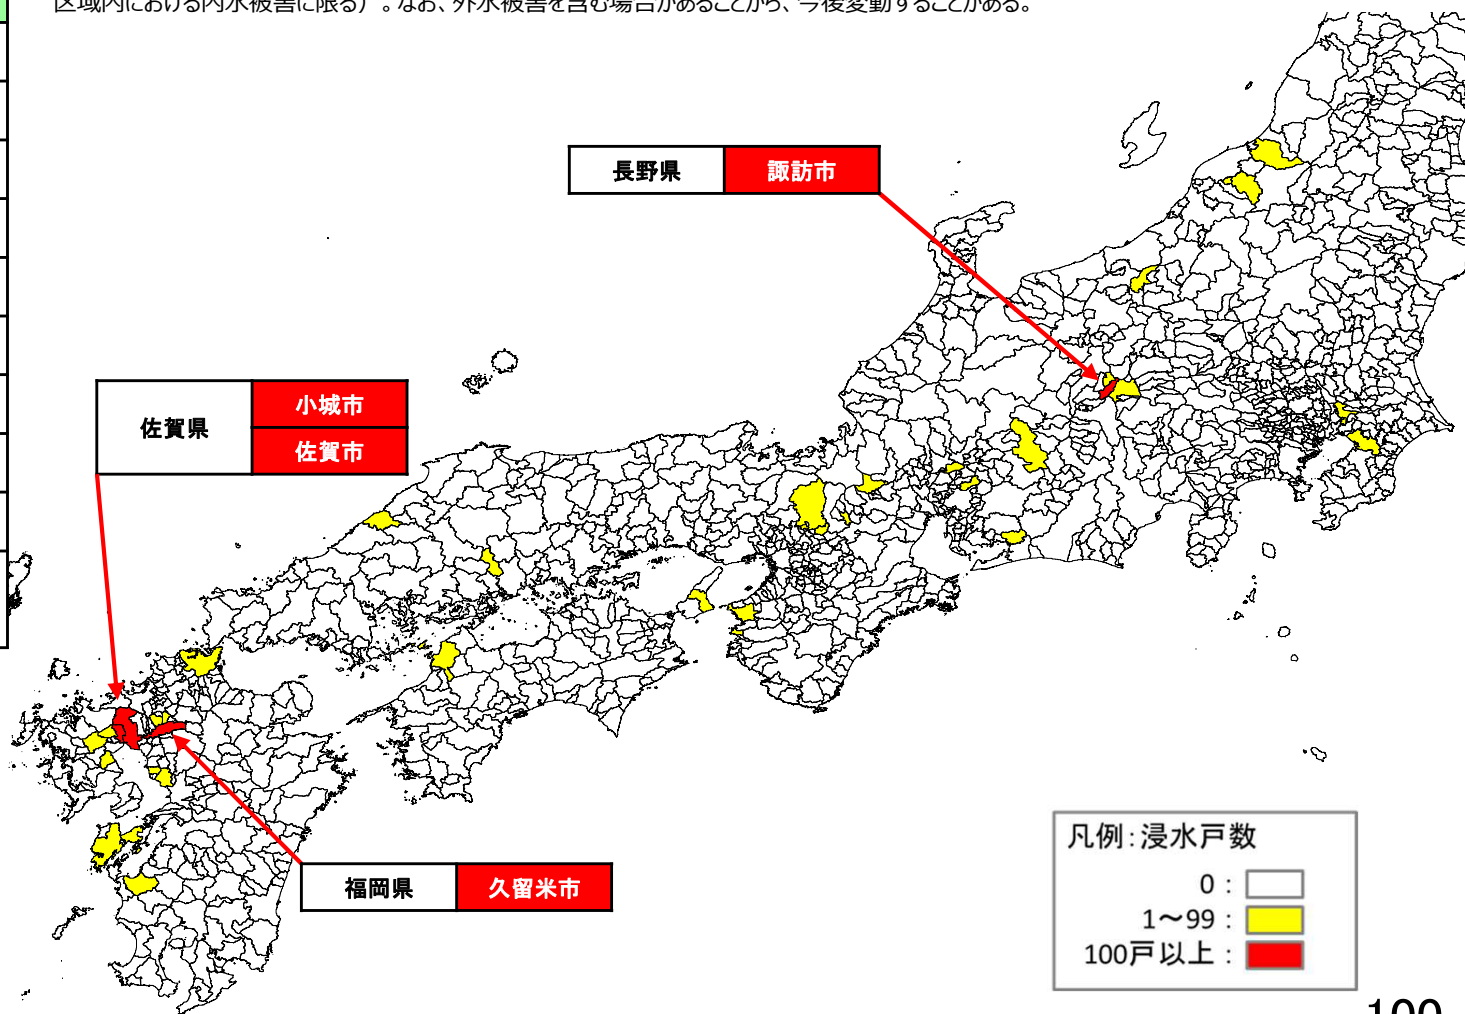 区域内における内水被害に限る）。なお、外水被害を含む場合があることから、今後変動することがある。
長野県 諏訪市
佐賀県 小城市
佐賀市
福岡県 久留米市
凡例：浸水戸数
0：
1～99：
100戸以上：